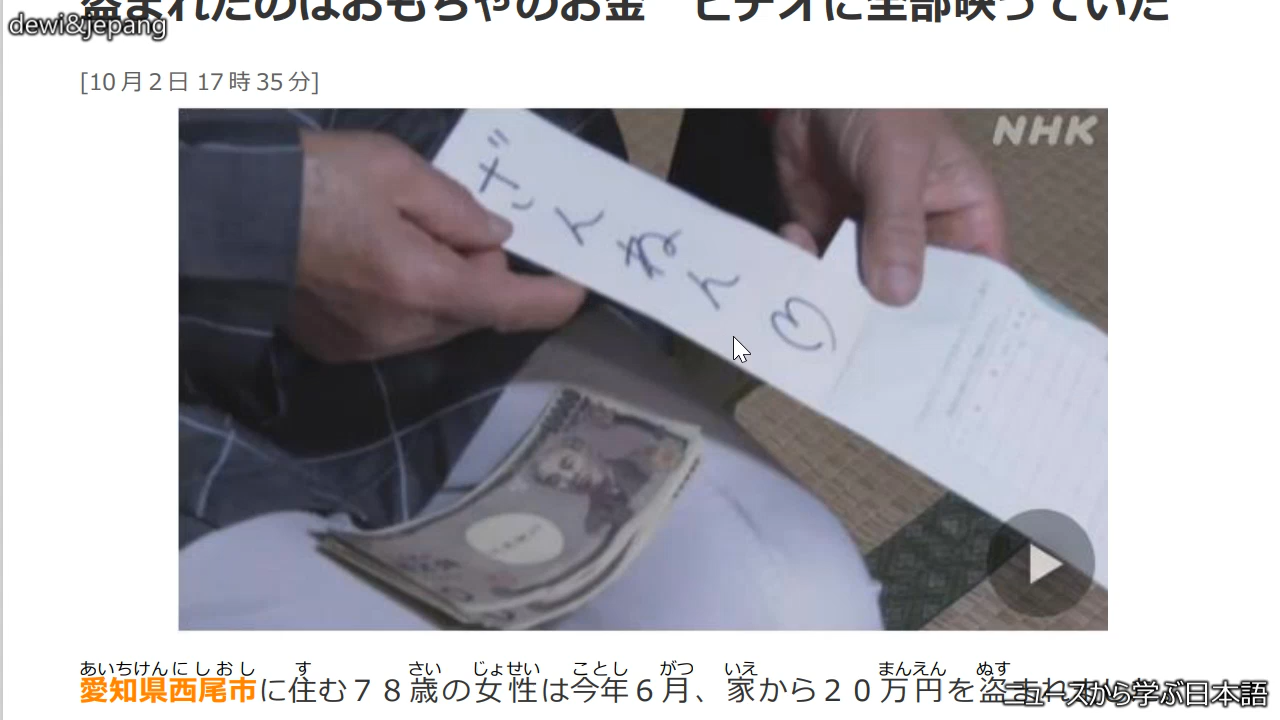 盗まれたのはおもちゃのお金　ビデオに全部映っていた
dewi&jepang
[10月2日 17時35分]
NHK
ざんねん
あいちけんにしおし す さい じょせい ことし がつ いえ まんえん ぬす
愛知県西尾市に住む７８歳の女性は今年６月、家から２０万円を盗まれ
ニュースから学ぶ日本語